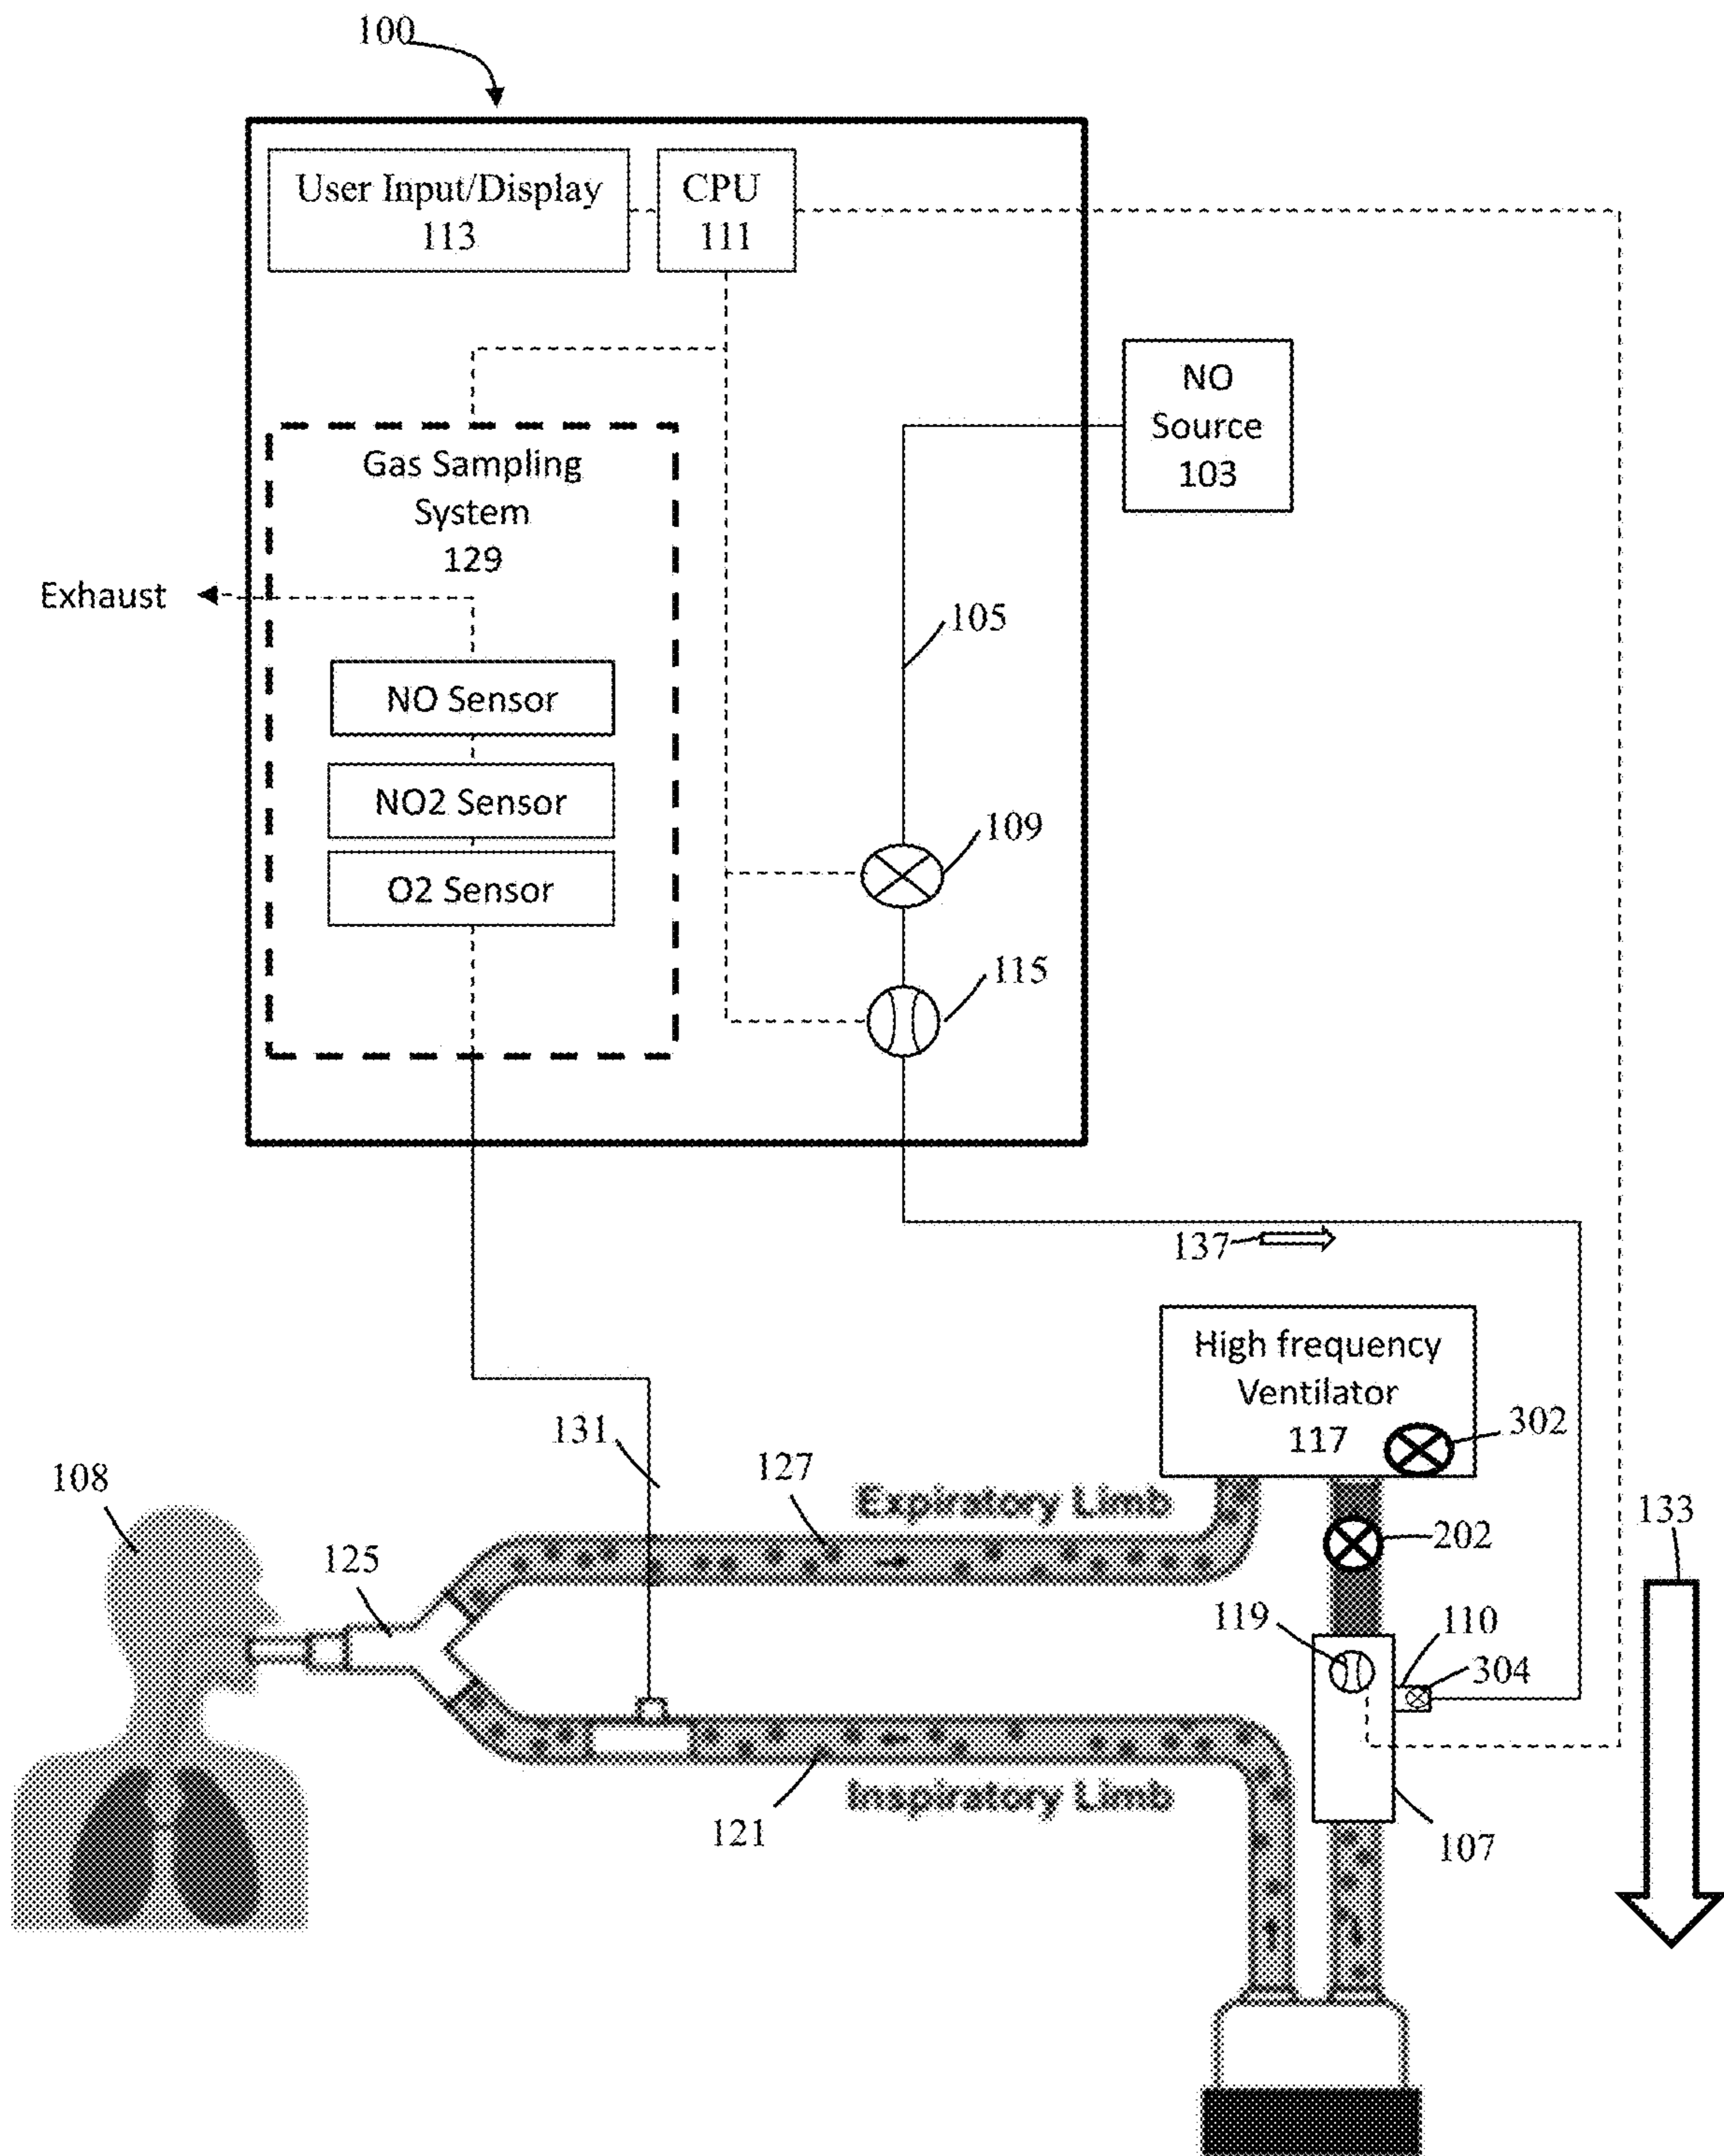 100
User Input/Display
113
CPU
111
NO
Source
103
Gas Sampling
System
129
Exhaust
105
NO Sensor
NO2 Sensor
109
O2 Sensor
115
137
High frequency
Ventilator
117
302
131
127
108
Expiratory Limb
133
202
125
119
110
304
121
Inspiratory Limb
107